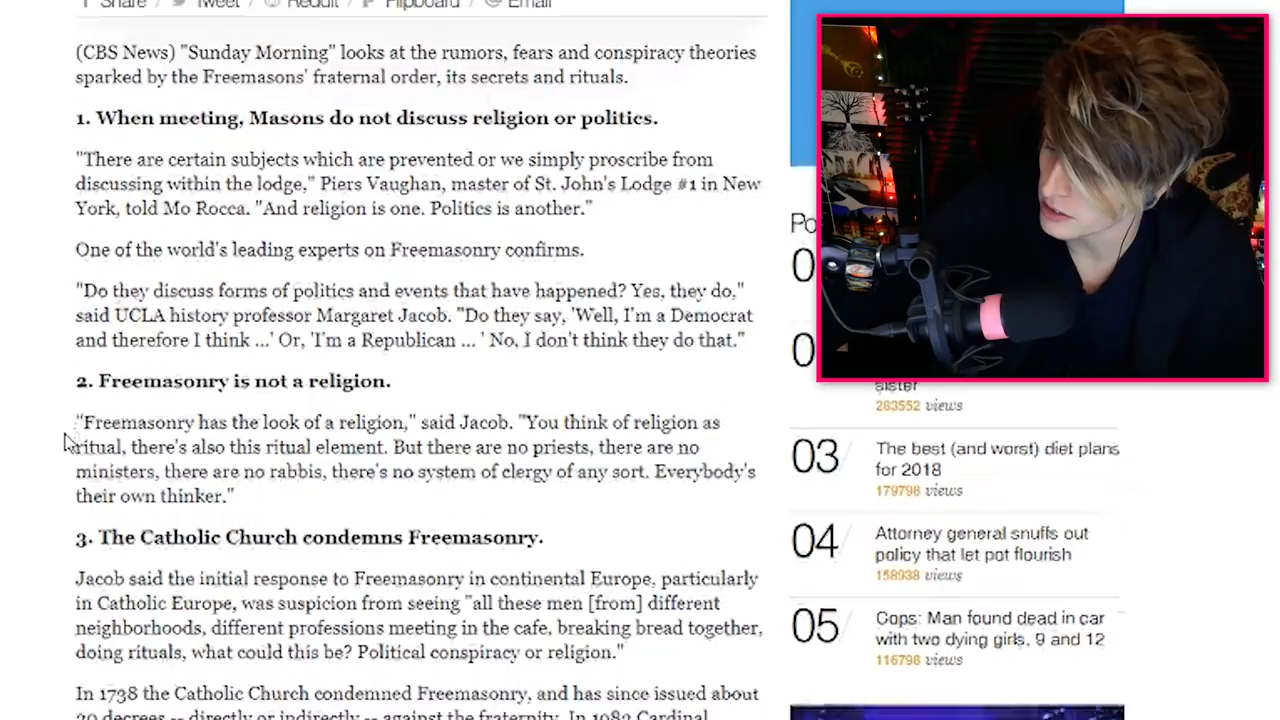 Share / Tweet / Reddit / Flipboard / Email
(CBS News) "Sunday Morning" looks at the rumors, fears and conspiracy theories
sparked by the Freemasons' fraternal order, its secrets and rituals.
1. When meeting, Masons do not discuss religion or politics.
"There are certain subjects which are prevented or we simply proscribe from
discussing within the lodge," Piers Vaughan, master of St. John's Lodge #1 in New
York, told Mo Rocca. "And religion is one. Politics is another."
One of the world's leading experts on Freemasonry confirms.
"Do they discuss forms of politics and events that have happened? Yes, they do,"
said UCLA history professor Margaret Jacob. "Do they say, 'Well, I'm a Democrat
and therefore I think ...' Or, 'I'm a Republican ... ' No, I don't think they do that."
2. Freemasonry is not a religion.
"Freemasonry has the look of a religion," said Jacob. "You think of religion as
ritual, there's also this ritual element. But there are no priests, there are no
ministers, there are no rabbis, there's no system of clergy of any sort. Everybody's
their own thinker."
3. The Catholic Church condemns Freemasonry.
Jacob said the initial response to Freemasonry in continental Europe, particularly
in Catholic Europe, was suspicion from seeing "all these men [from] different
neighborhoods, different professions meeting in the cafe, breaking bread together,
doing rituals, what could this be? Political conspiracy or religion."
In 1738 the Catholic Church condemned Freemasonry, and has since issued about
20 decrees -- directly or indirectly -- against the fraternity. In 1983 Cardinal
Po
0
0
sister
283552 views
03 /
The best (and worst) diet plans
for 2018
179798 views
04 /
Attorney general snuffs out
policy that let pot flourish
158938 views
05 /
Cops: Man found dead in car
with two dying girls, 9 and 12
116798 views